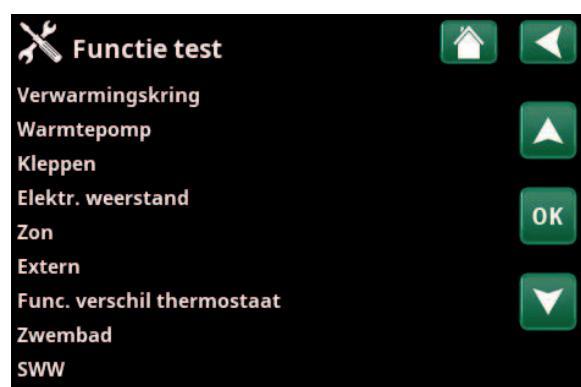 Functie test
Verwarmingskring
Warmtepomp
Kleppen
Elektr. weerstand
OK
Zon
Extern
Func. verschil thermostaat
Zwembad
SWW